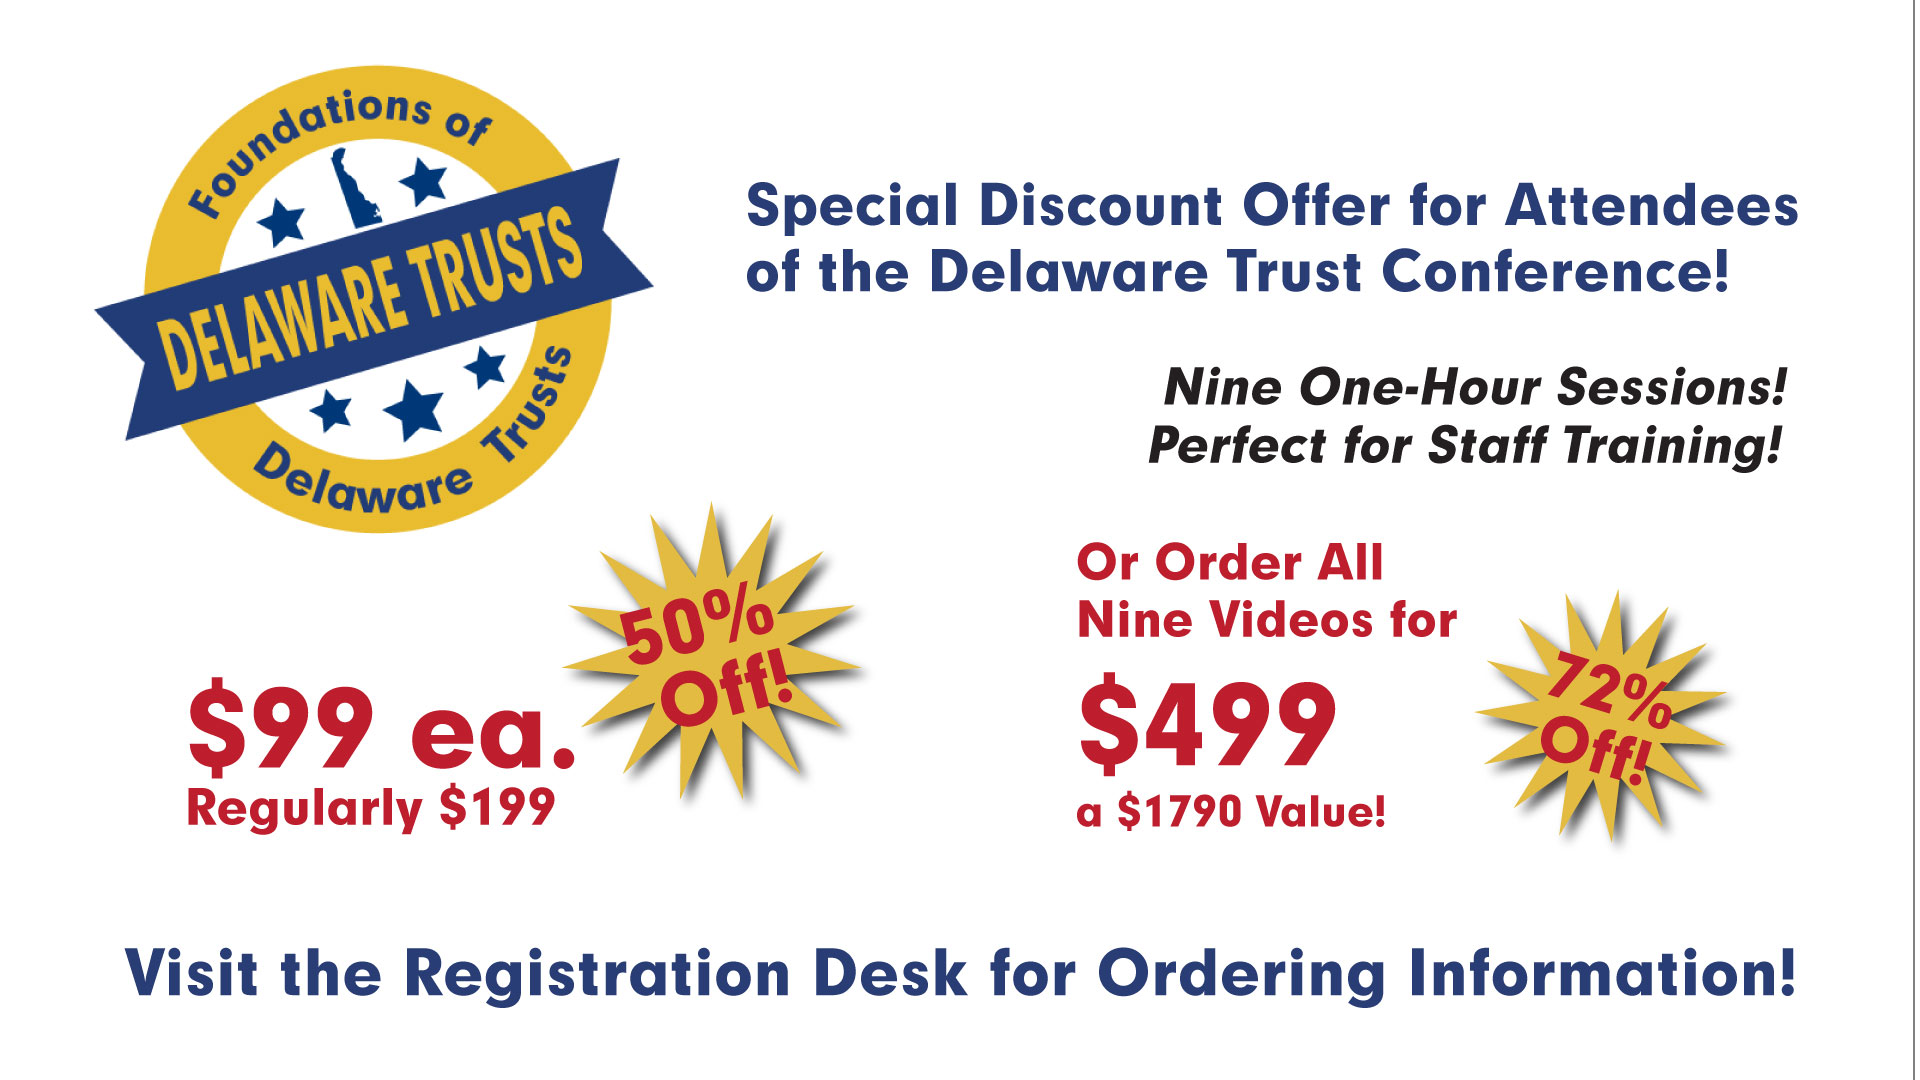 Foundations of
DELAWARE TRUSTS
Delaware Trusts
Special Discount Offer for Attendees
of the Delaware Trust Conference!
Nine One-Hour Sessions!
Perfect for Staff Training!
$99 ea.
Regularly $199
50%
Off!
Or Order All
Nine Videos for
$499
a $1790 Value!
72%
Off!
Visit the Registration Desk for Ordering Information!